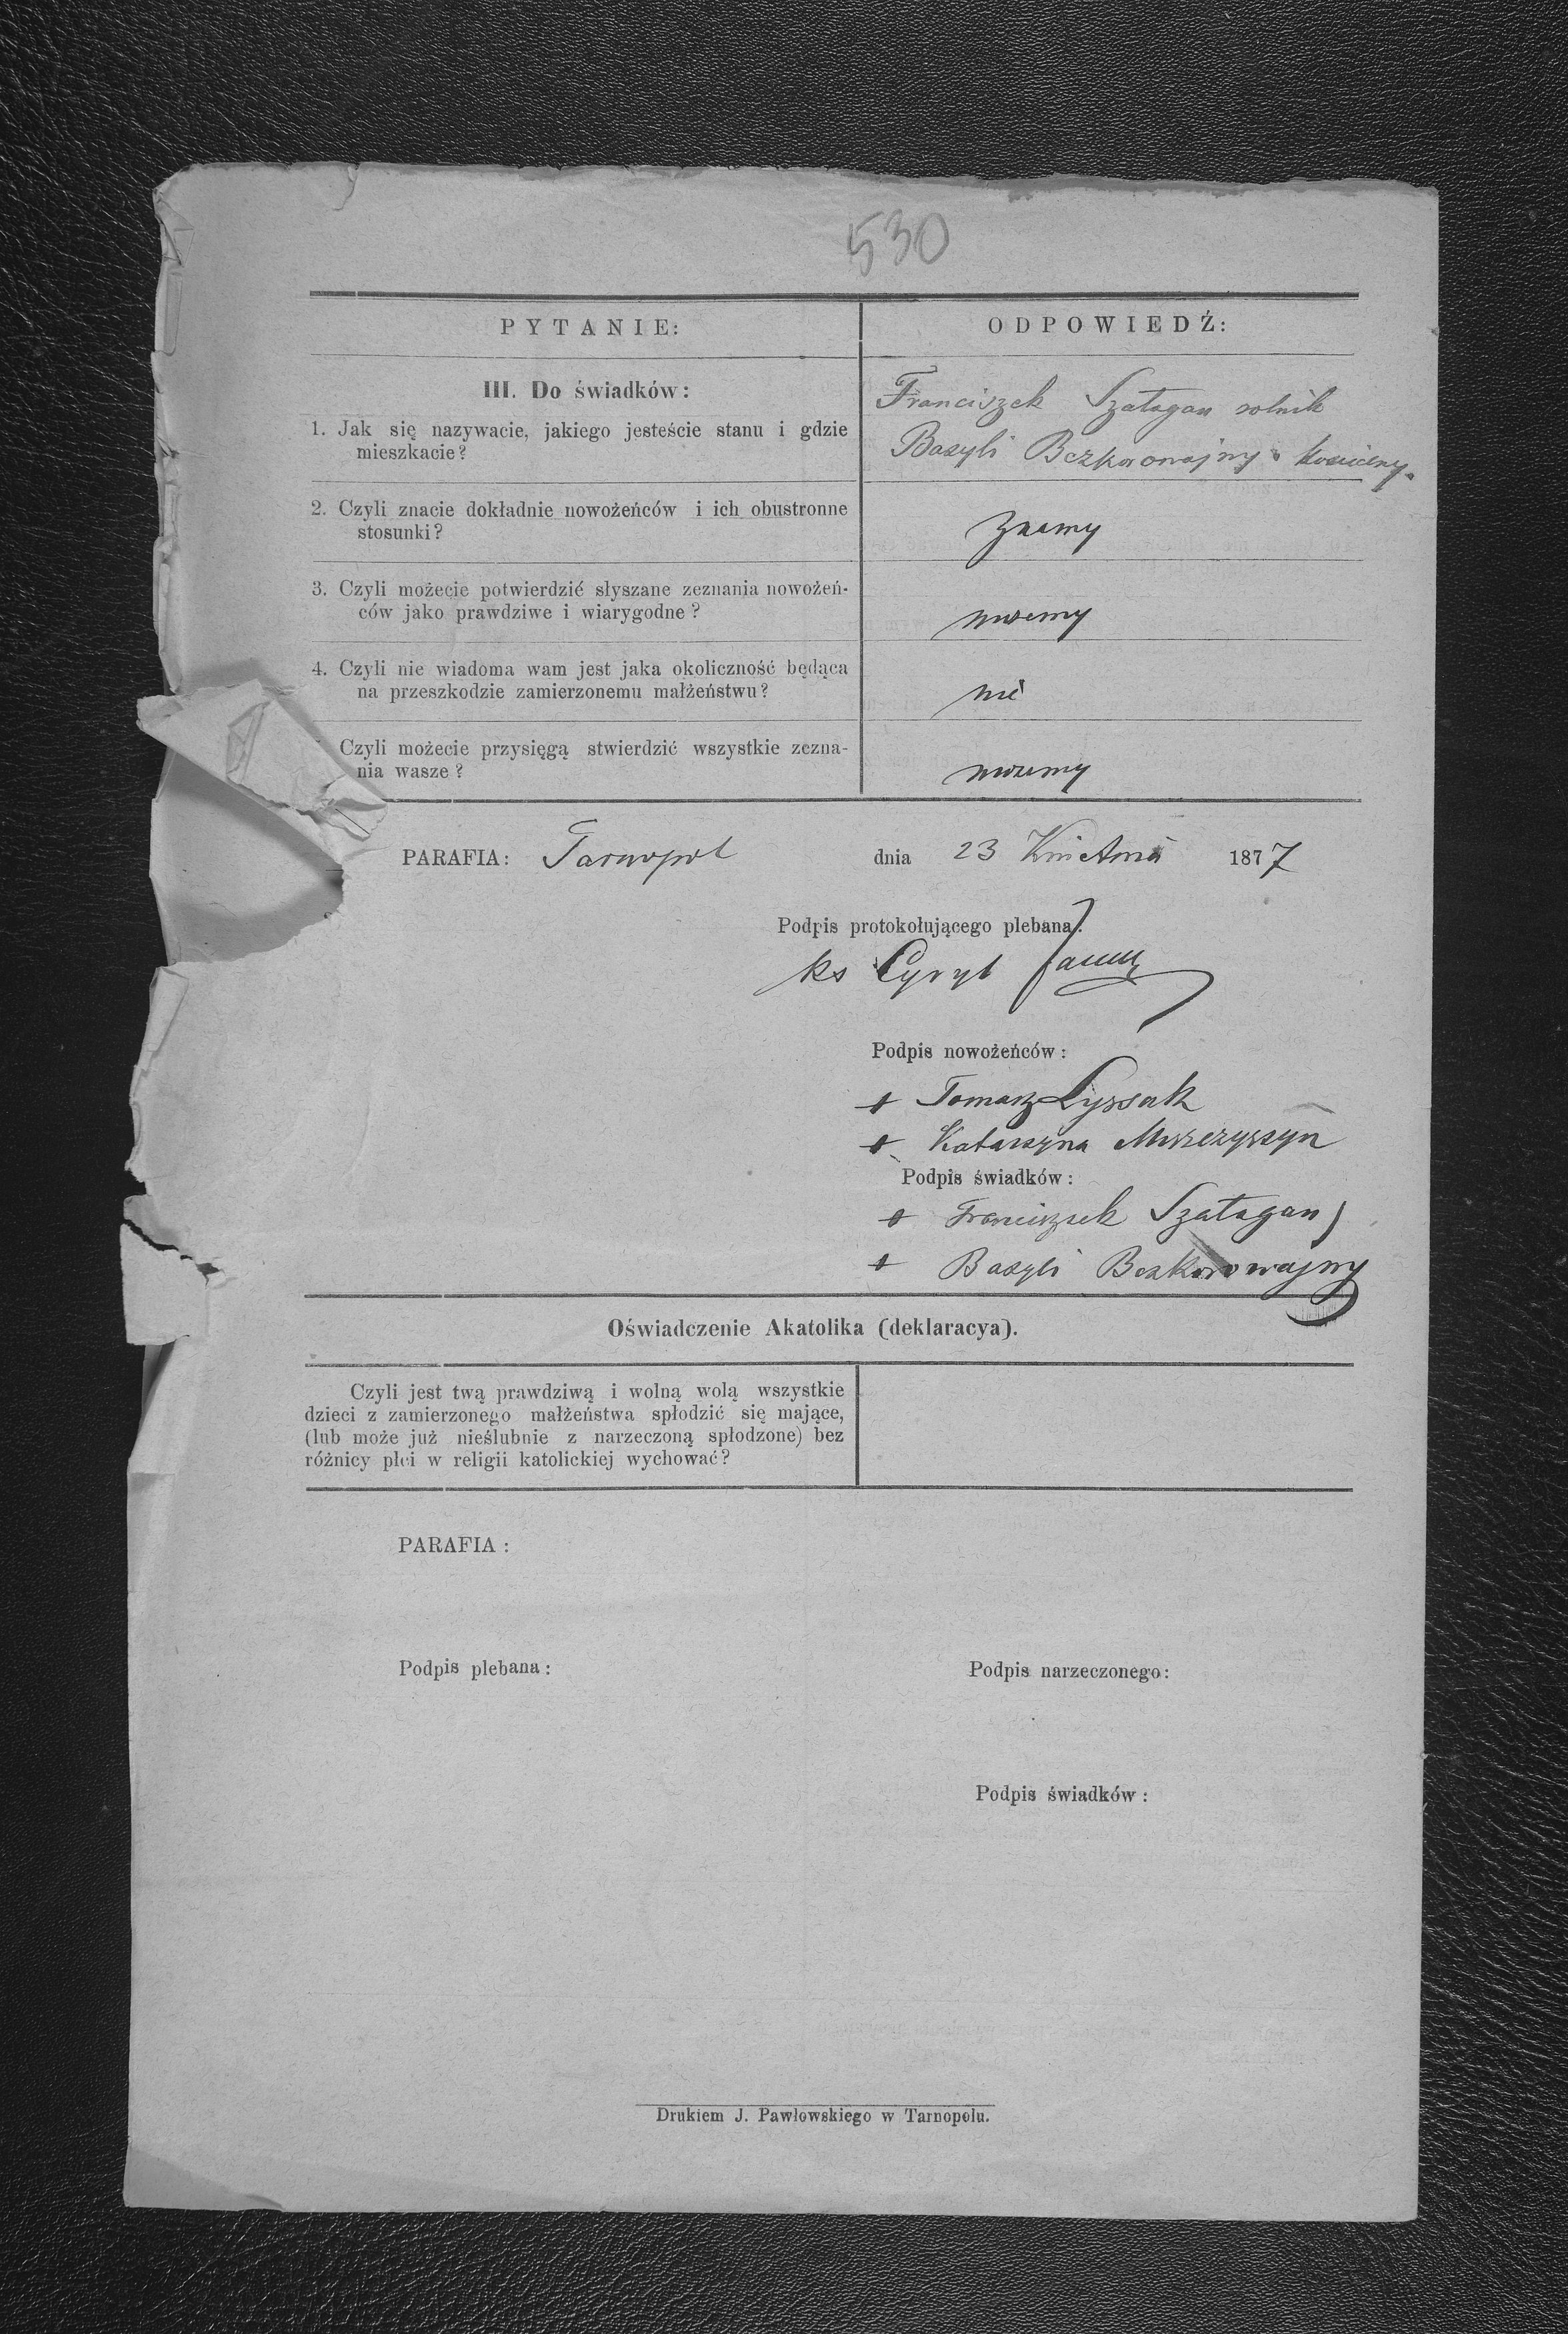 530
PYTANIE:
ODPOWIEDŹ:
III. Do świadków:
1. Jak się nazywacie, jakiego jesteście stanu i gdzie
mieszkacie?
Franciszek Szałagan rolnik
Bazyli Bezkorowajny
2. Czyli znacie dokładnie nowożeńców i ich obustronne
stosunki?
znamy
3. Czyli możecie potwierdzić słyszane zeznania nowożeń-
ców jako prawdziwe i wiarygodne?
możemy
4. Czyli nie wiadoma wam jest jaka okoliczność będąca
na przeszkodzie zamierzonemu małżeństwu?
nie
Czyli możecie przysięgą stwierdzić wszystkie zezna-
nia wasze?
możemy
PARAFIA: Tarnopol dnia 23 Kwietnia 1877
Podpis protokołującego plebana:
ks Cyryl
Podpis nowożeńców:
+ Tomasz Łyssak
+ Katarzyna
Podpis świadków:
+ Franciszek Szałagan
+ Bazyli Bezkorowajny
Oświadczenie Akatolika (deklaracya).
Czyli jest twą prawdziwą i wolną wolą wszystkie
dzieci z zamierzonego małżeństwa spłodzić się mające,
(lub może już nieślubnie z narzeczoną spłodzone) bez
różnicy płci w religii katolickiej wychować?
PARAFIA:
Podpis plebana:
Podpis narzeczonego:
Podpis świadków:
Drukiem J. Pawłowskiego w Tarnopolu.